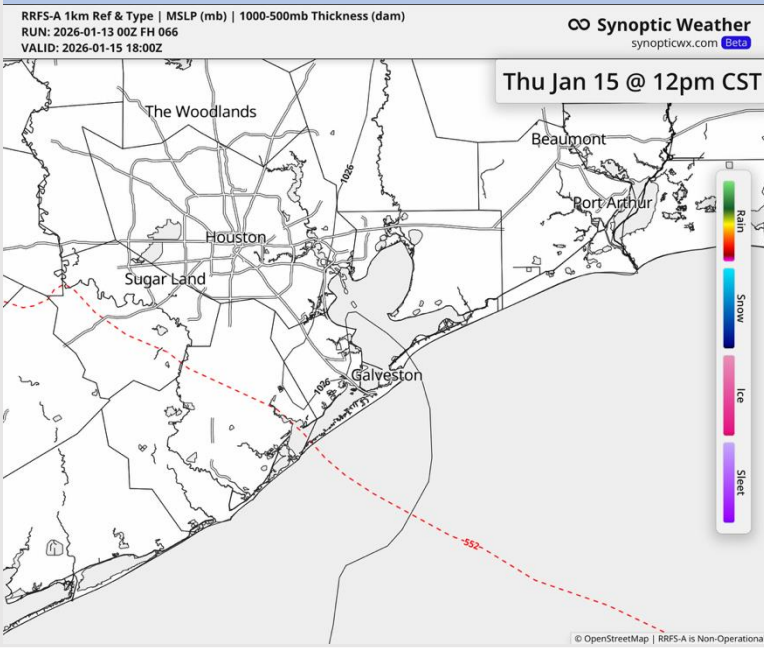 RRFS-A 1km Ref & Type | MSLP (mb) | 1000-500mb Thickness (dam)
RUN: 2026-01-13 00Z FH 066
VALID: 2026-01-15 18:00Z
Synoptic Weather
synopticwx.com Beta
Thu Jan 15 @ 12pm CST
The Woodlands
Beaumont
1026
Port Arthur
Houston
Sugar Land
Galveston
1026
552
Rain
Snow
Ice
Sleet
© OpenStreetMap | RRFS-A is Non-Operational